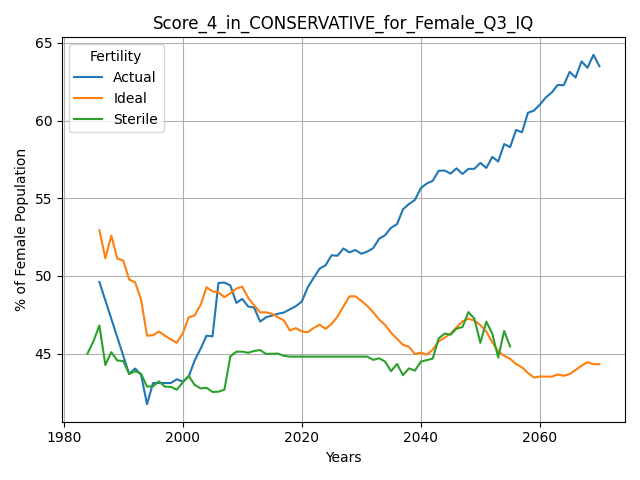 Score_4_in_CONSERVATIVE_for_Female_Q3_IQ
Fertility
Actual
Ideal
Sterile
% of Female Population
65
60
55
50
45
1980
2000
2020
2040
2060
Years